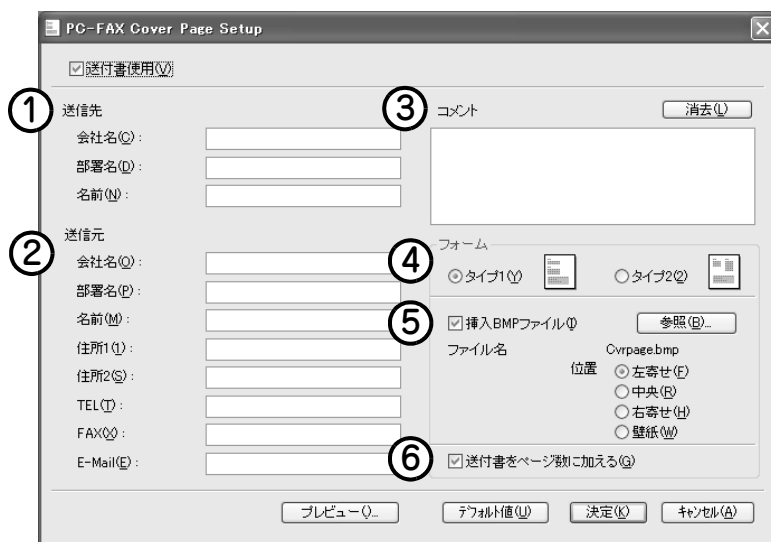 PC-FAX Cover Page Setup
送付書使用(V)
① 送信先
会社名(C):
部署名(D):
名前(N):
② 送信元
会社名(O):
部署名(P):
名前(M):
住所1(1):
住所2(S):
TEL(T):
FAX(X):
E-Mail(E):
③ コメント 消去(L)
④ フォーム
タイプ1(Y) タイプ2(2)
⑤ 挿入BMPファイル(I) 参照(B)...
ファイル名 Cvrpage.bmp
位置 左寄せ(F)
中央(R)
右寄せ(H)
壁紙(W)
⑥ 送付書をページ数に加える(G)
プレビュー()... デフォルト値(U) 決定(K) キャンセル(A)